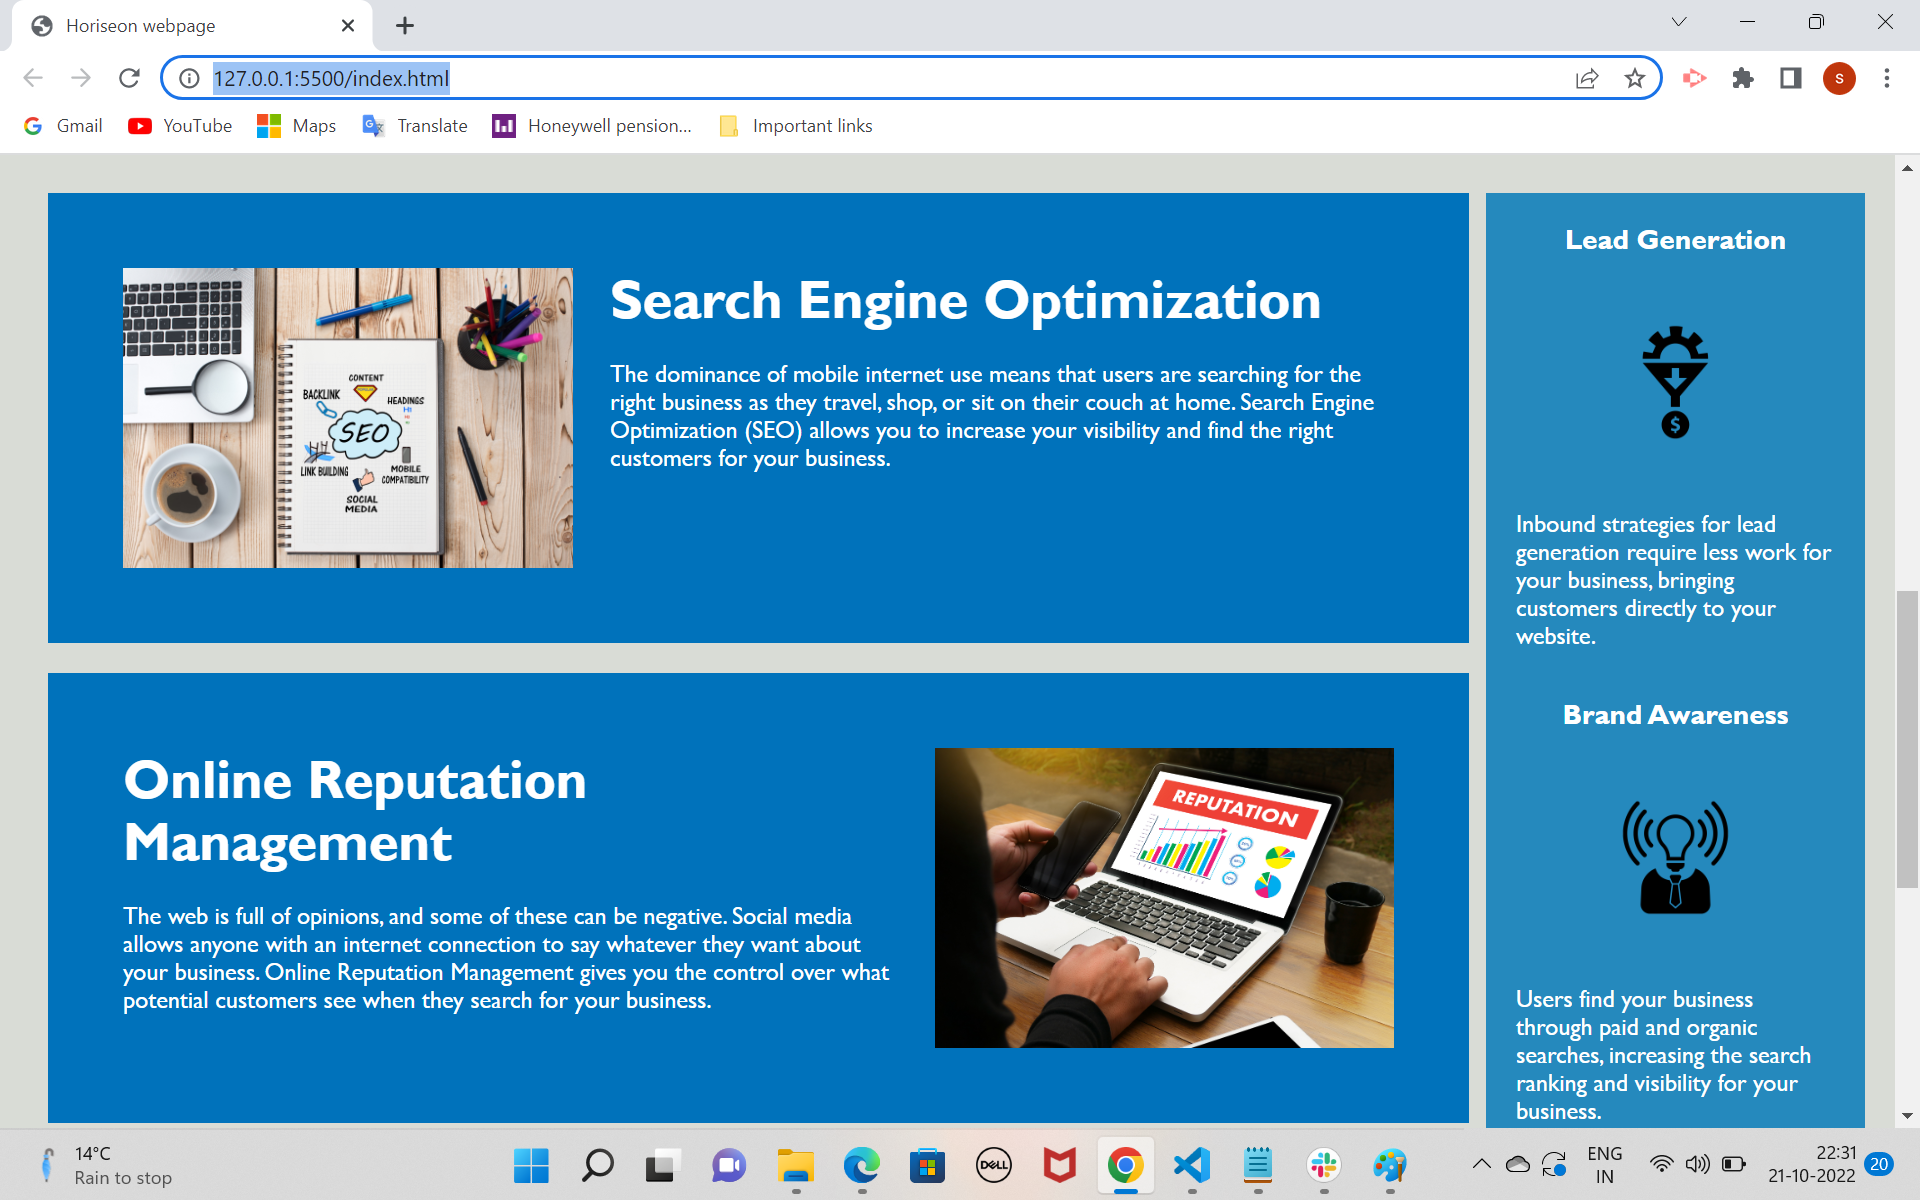 Horiseon webpage
127.0.0.1:5500/index.html
S
Gmail YouTube Maps Translate Honeywell pension... Important links
Search Engine Optimization
The dominance of mobile internet use means that users are searching for the
right business as they travel, shop, or sit on their couch at home. Search Engine
Optimization (SEO) allows you to increase your visibility and find the right
customers for your business.
CONTENT
BACKLINK
HEADINGS
H1
SEO
LINK BUILDING
MOBILE
COMPATIBILITY
SOCIAL
MEDIA
Online Reputation
Management
The web is full of opinions, and some of these can be negative. Social media
allows anyone with an internet connection to say whatever they want about
your business. Online Reputation Management gives you the control over what
potential customers see when they search for your business.
REPUTATION
Lead Generation
$
Inbound strategies for lead
generation require less work for
your business, bringing
customers directly to your
website.
Brand Awareness
Users find your business
through paid and organic
searches, increasing the search
ranking and visibility for your
business.
14°C
Rain to stop
DELL
ENG
IN
22:31
21-10-2022
20